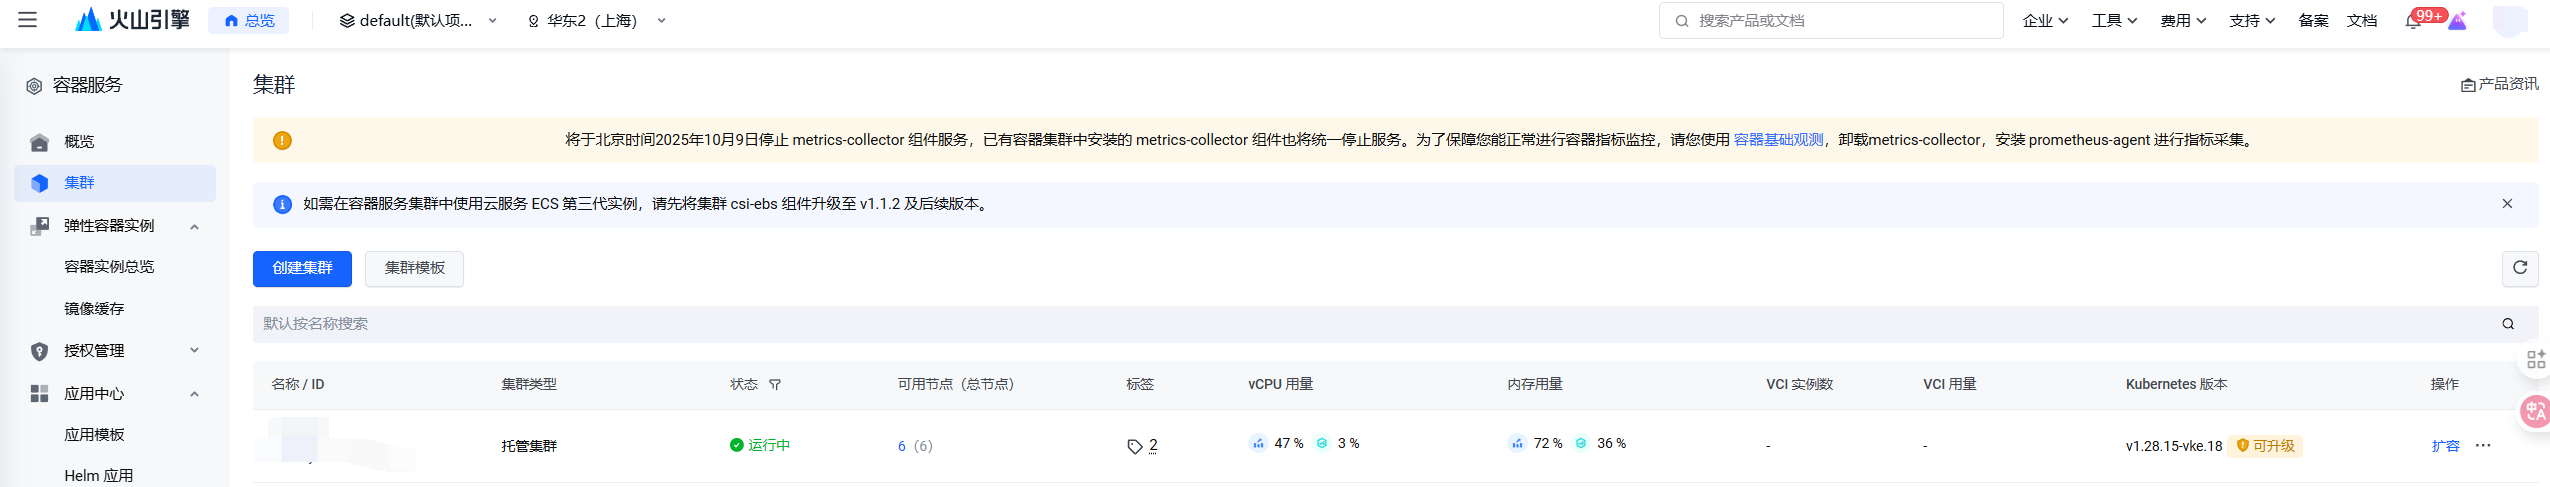 火山引擎 总览 default(默认项... 华东2（上海） 搜索产品或文档 企业 工具 费用 支持 备案 文档 99+
容器服务
概览
集群
弹性容器实例
容器实例总览
镜像缓存
授权管理
应用中心
应用模板
Helm 应用
集群 产品资讯
将于北京时间2025年10月9日停止 metrics-collector 组件服务，已有容器集群中安装的 metrics-collector 组件也将统一停止服务。为了保障您能正常进行容器指标监控，请您使用 容器基础观测，卸载metrics-collector，安装 prometheus-agent 进行指标采集。
如需在容器服务集群中使用云服务 ECS 第三代实例，请先将集群 csi-ebs 组件升级至 v1.1.2 及后续版本。
创建集群 集群模板
默认按名称搜索
名称 / ID 集群类型 状态 可用节点（总节点） 标签 vCPU 用量 内存用量 VCI 实例数 VCI 用量 Kubernetes 版本 操作
托管集群 运行中 6 (6) 2 47 % 3 % 72 % 36 % - - v1.28.15-vke.18 可升级 扩容 ...